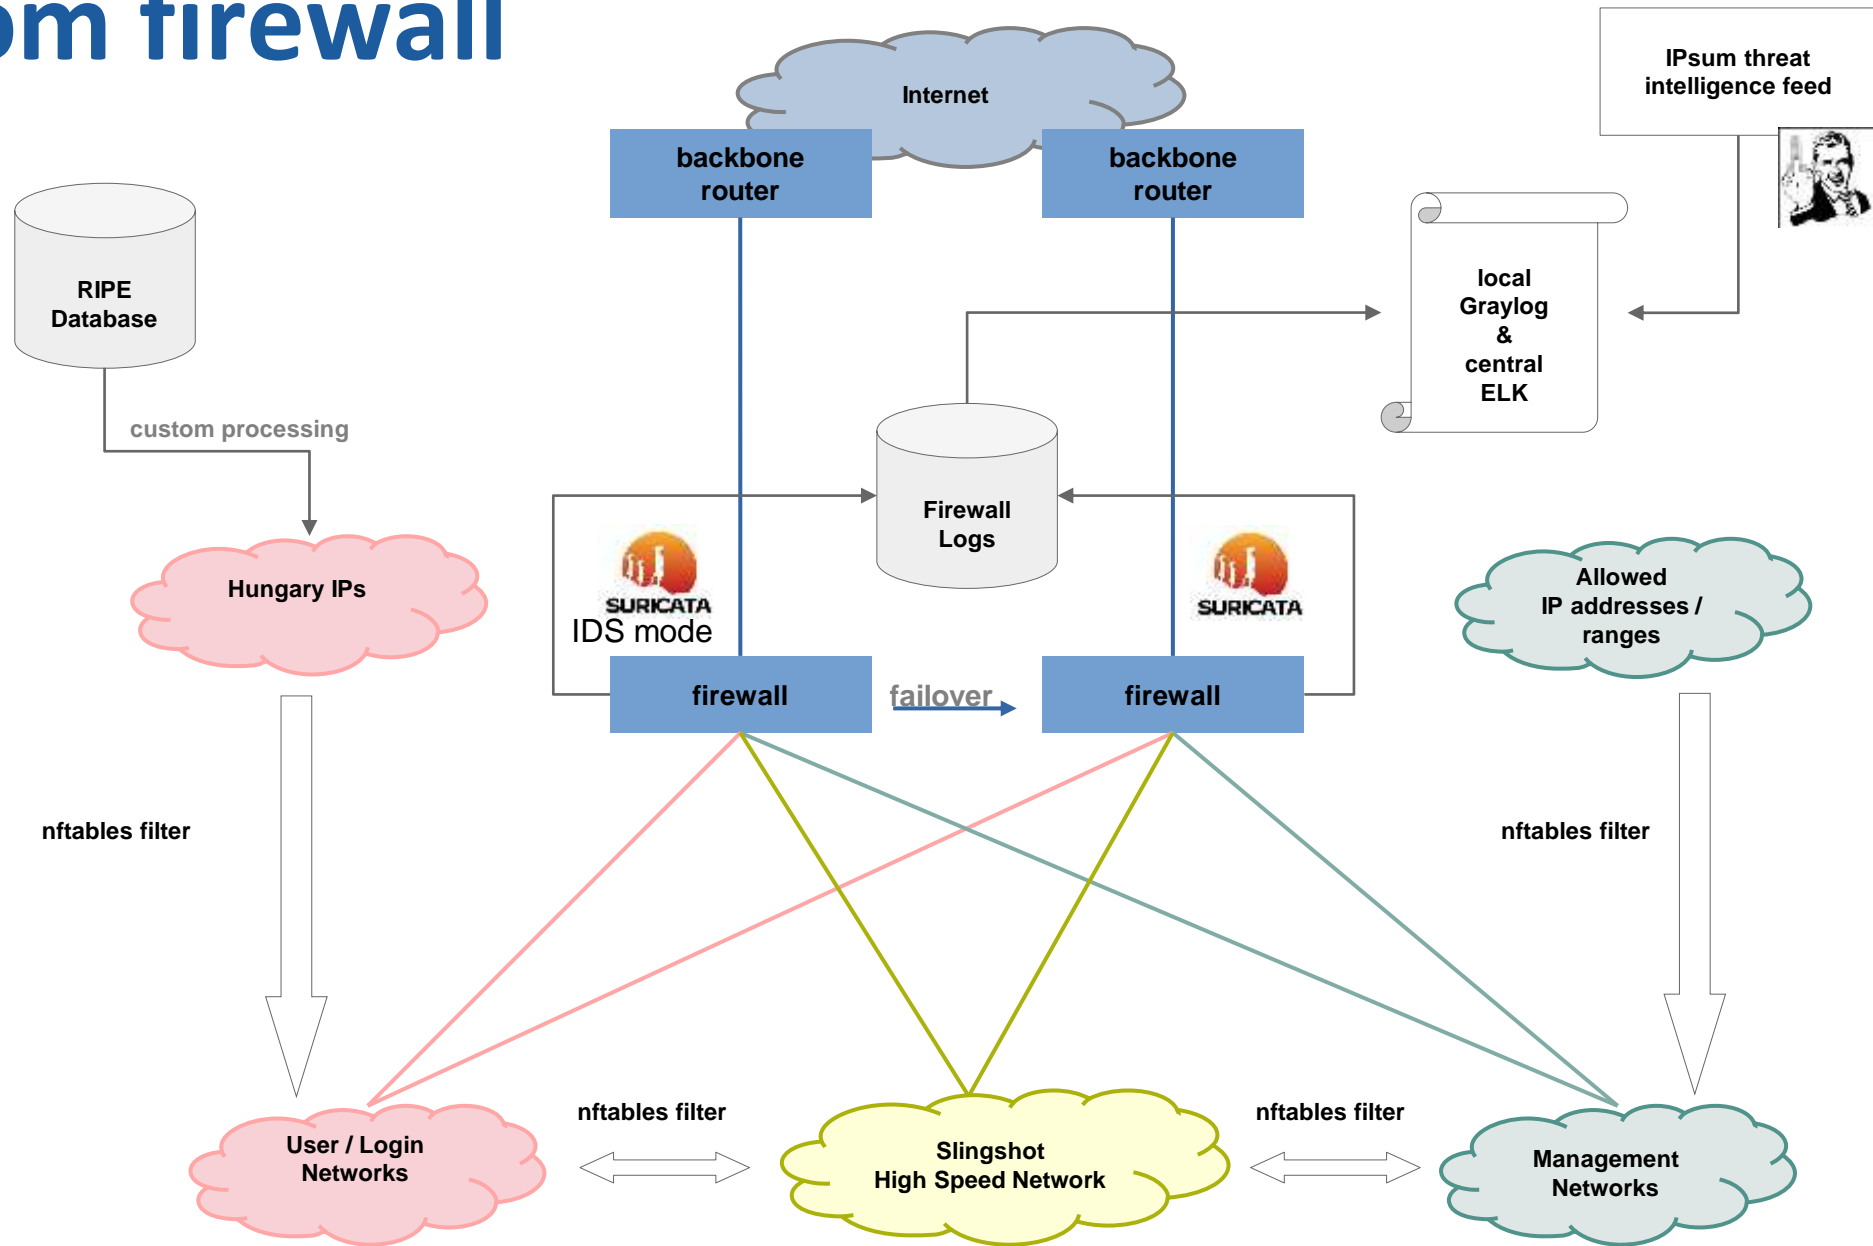 om firewall
Internet
IPsum threat
intelligence feed
backbone
router
backbone
router
RIPE
Database
local
Graylog
&
central
ELK
custom processing
Firewall
Logs
Hungary IPs
SURICATA
IDS mode
SURICATA
Allowed
IP addresses /
ranges
firewall
failover
firewall
nftables filter
nftables filter
nftables filter
nftables filter
User / Login
Networks
Slingshot
High Speed Network
Management
Networks